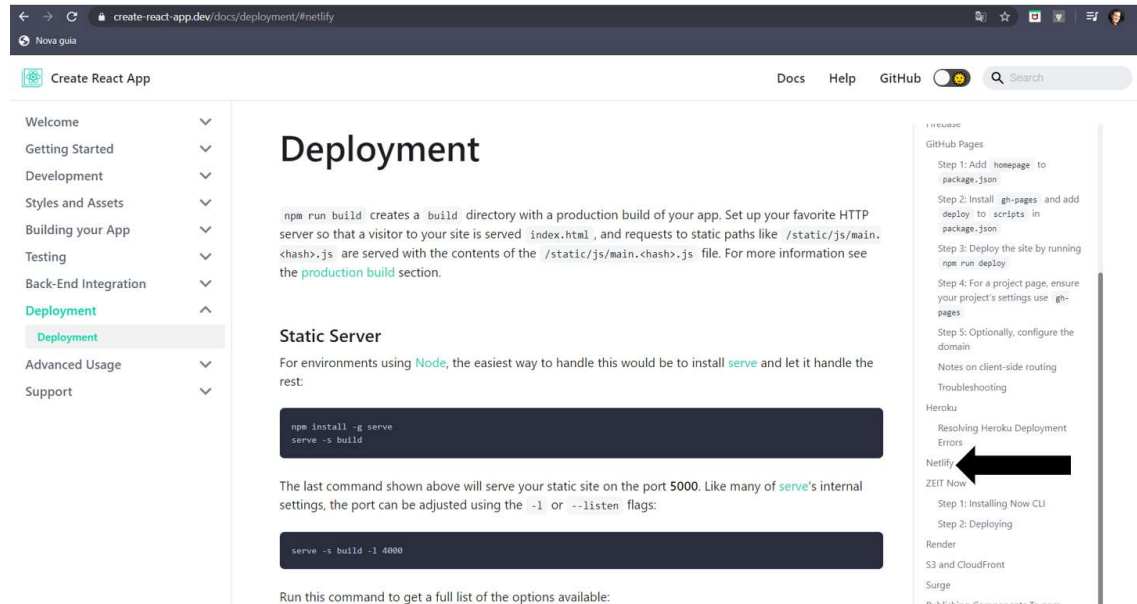 create-react-app.dev/docs/deployment/#netlify
Nova guia
Create React App
Docs
Help
GitHub
Search
Welcome
Getting Started
Development
Styles and Assets
Building your App
Testing
Back-End Integration
Deployment
Deployment
Advanced Usage
Support
Deployment
npm run build creates a build directory with a production build of your app. Set up your favorite HTTP
server so that a visitor to your site is served index.html , and requests to static paths like /static/js/main.
<hash>.js are served with the contents of the /static/js/main.<hash>.js file. For more information see
the production build section.
Static Server
For environments using Node, the easiest way to handle this would be to install serve and let it handle the
rest:
npm install -g serve
serve -s build
The last command shown above will serve your static site on the port 5000. Like many of serve's internal
settings, the port can be adjusted using the -l or --listen flags:
serve -s build -l 4000
Run this command to get a full list of the options available:
Firebase
GitHub Pages
Step 1: Add homepage to
package.json
Step 2: Install gh-pages and add
deploy to scripts in
package.json
Step 3: Deploy the site by running
npm run deploy
Step 4: For a project page, ensure
your project's settings use gh-
pages
Step 5: Optionally, configure the
domain
Notes on client-side routing
Troubleshooting
Heroku
Resolving Heroku Deployment
Errors
Netlify
ZEIT Now
Step 1: Installing Now CLI
Step 2: Deploying
Render
S3 and CloudFront
Surge
Publishing Components To npm